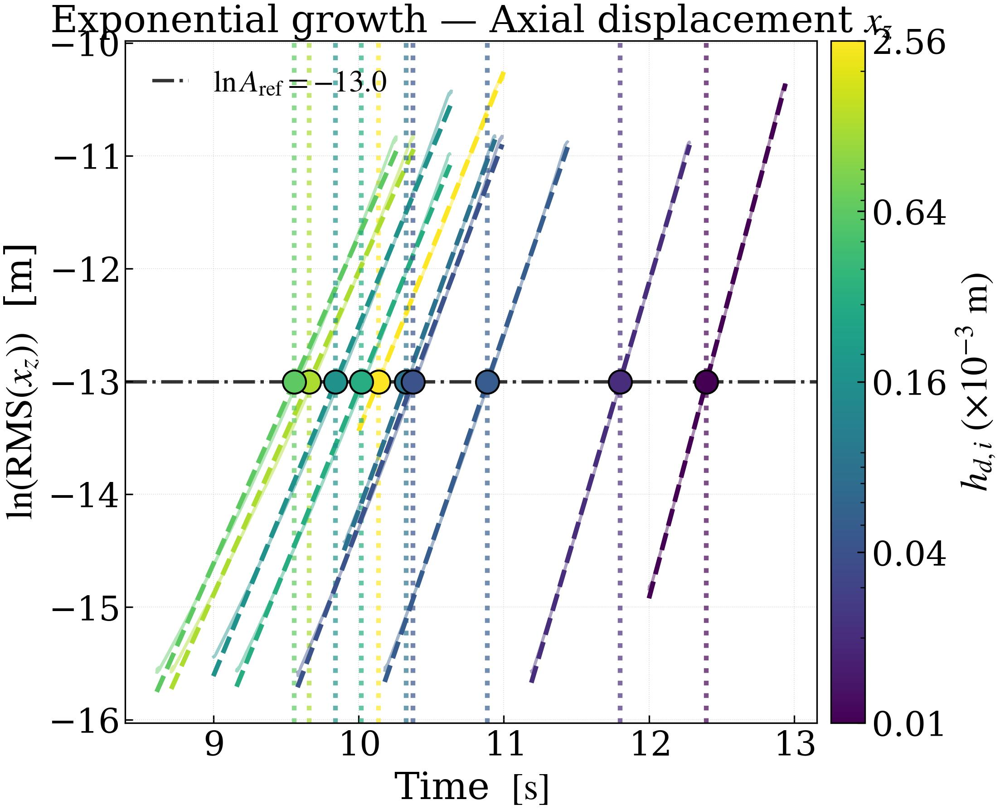 Exponential growth — Axial displacement x_z
ln A_ref = −13.0
ln(RMS(x_z))) [m]
−10
−11
−12
−13
−14
−15
−16
9 10 11 12 13
Time [s]
2.56
0.64
0.16
0.04
0.01
h_{d,i} (×10⁻³ m)